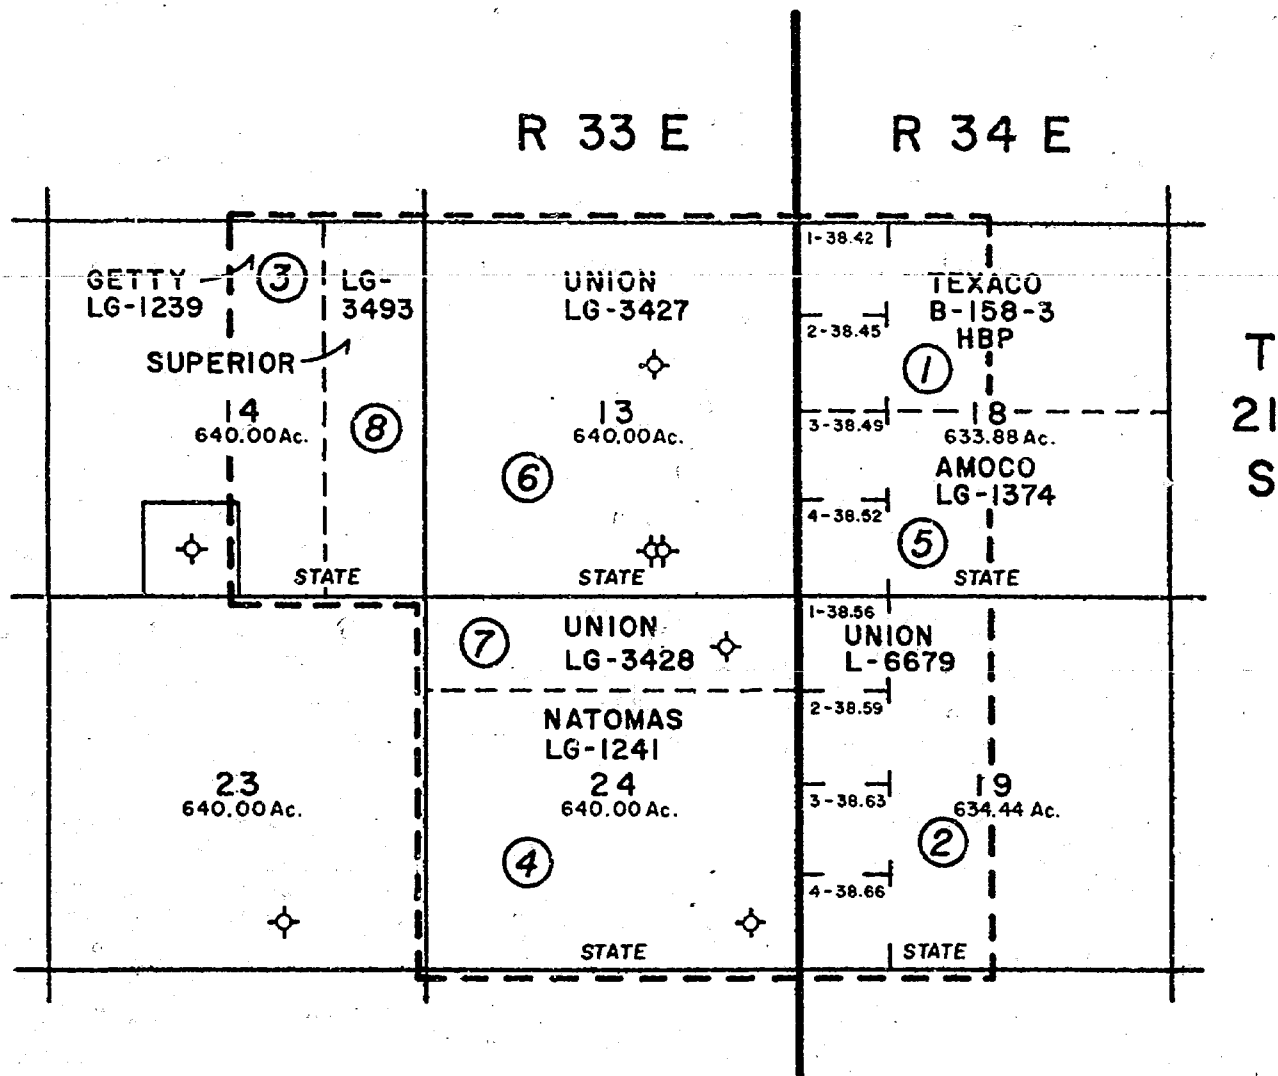 R 33 E
R 34 E
T
21
S
GETTY
LG-1239
3
LG-
3493
SUPERIOR
14
640.00 Ac.
8
STATE
UNION
LG-3427
13
640.00 Ac.
6
STATE
1-38.42
2-38.45
3-38.49
4-38.52
TEXACO
B-158-3
HBP
1
18
633.88 Ac.
AMOCO
LG-1374
5
STATE
23
640.00 Ac.
7
UNION
LG-3428
NATOMAS
LG-1241
24
640.00 Ac.
4
STATE
1-38.56
2-38.59
3-38.63
4-38.66
UNION
L-6679
19
634.44 Ac.
2
STATE